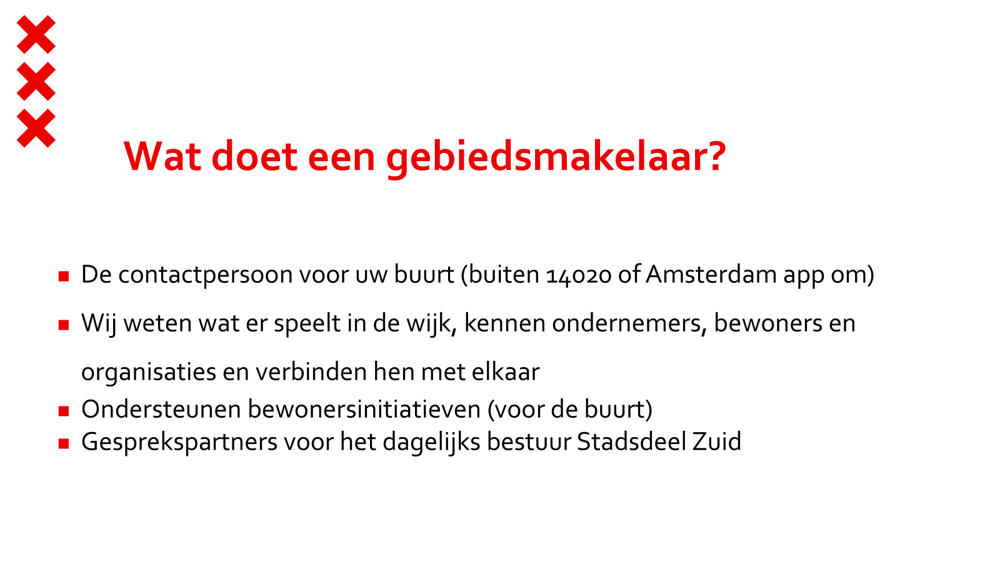 Wat doet een gebiedsmakelaar?
De contactpersoon voor uw buurt (buiten 14020 of Amsterdam app om)
Wij weten wat er speelt in de wijk, kennen ondernemers, bewoners en
organisaties en verbinden hen met elkaar
Ondersteunen bewonersinitiatieven (voor de buurt)
Gesprekspartners voor het dagelijks bestuur Stadsdeel Zuid